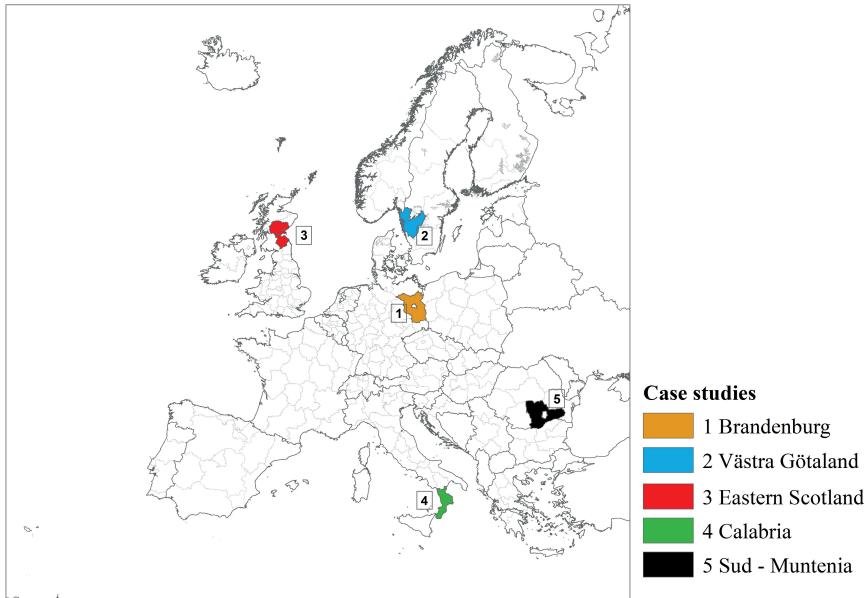 3
2
1
5
4
Case studies
1 Brandenburg
2 Västra Götaland
3 Eastern Scotland
4 Calabria
5 Sud - Muntenia